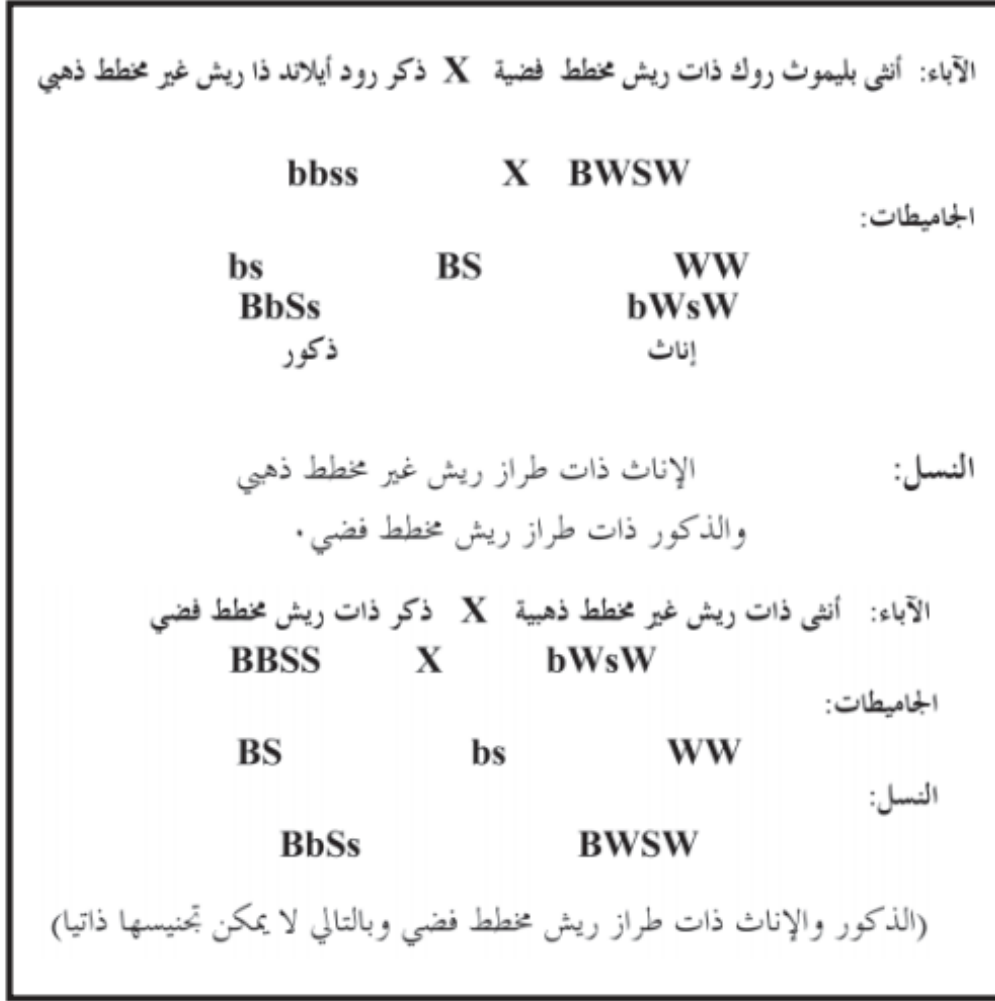 الآباء: أنثى بليموث روك ذات ريش مخطط فضية X ذكر رود أيلاند ذا ريش غير مخطط ذهبي
bbss X BWSW
الجاميطات:
bs BS WW
BbSs bWsW
ذكور إناث
النسل: الإناث ذات طراز ريش غير مخطط ذهبي
والذكور ذات طراز ريش مخطط فضي.
الآباء: أنثى ذات ريش غير مخطط ذهبية X ذكر ذات ريش مخطط فضي
BBSS X bWsW
الجاميطات:
BS bs WW
النسل:
BbSs BWSW
(الذكور والإناث ذات طراز ريش مخطط فضي وبالتالي لا يمكن تجنيسها ذاتيا)